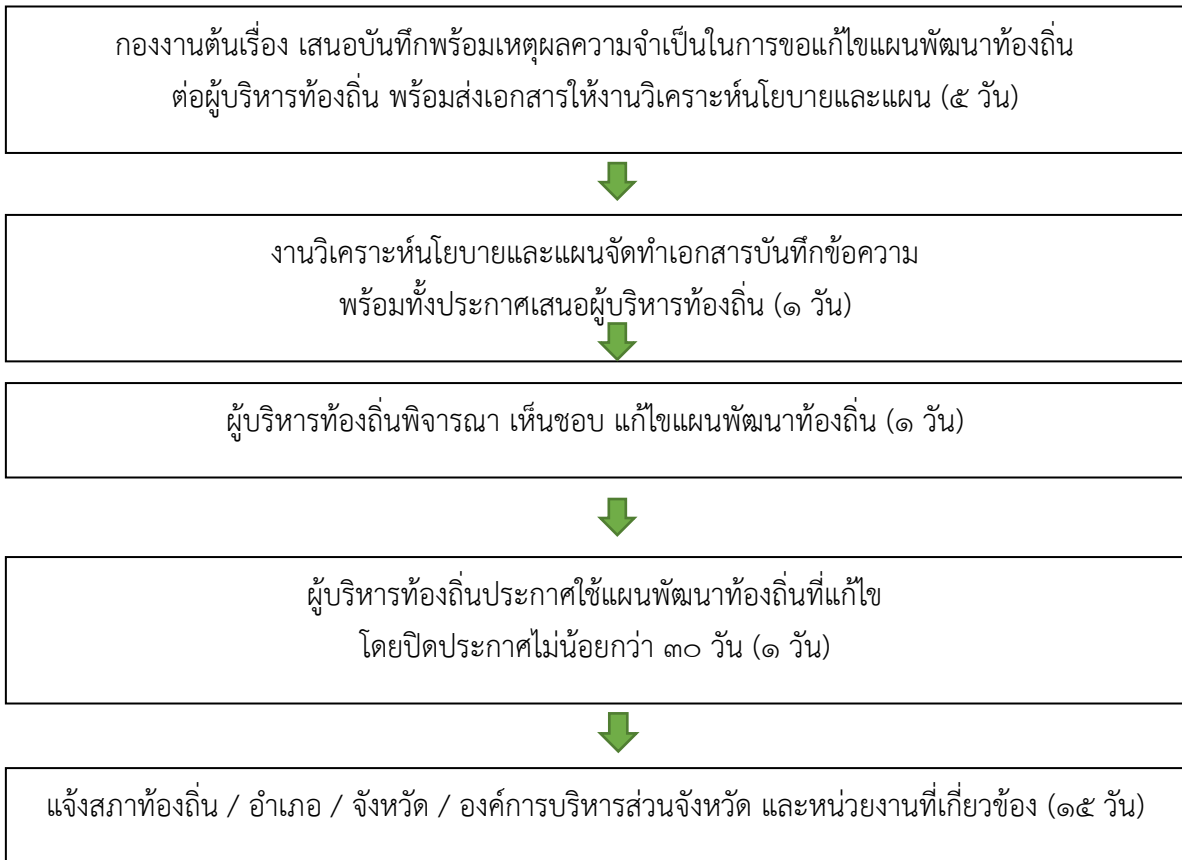 กองงานต้นเรื่อง เสนอบันทึกพร้อมเหตุผลความจำเป็นในการขอแก้ไขแผนพัฒนาท้องถิ่น
ต่อผู้บริหารท้องถิ่น พร้อมส่งเอกสารให้งานวิเคราะห์นโยบายและแผน (๕ วัน)
งานวิเคราะห์นโยบายและแผนจัดทำเอกสารบันทึกข้อความ
พร้อมทั้งประกาศเสนอผู้บริหารท้องถิ่น (๑ วัน)
ผู้บริหารท้องถิ่นพิจารณา เห็นชอบ แก้ไขแผนพัฒนาท้องถิ่น (๑ วัน)
ผู้บริหารท้องถิ่นประกาศใช้แผนพัฒนาท้องถิ่นที่แก้ไข
โดยปิดประกาศไม่น้อยกว่า ๓๐ วัน (๑ วัน)
แจ้งสภาท้องถิ่น / อำเภอ / จังหวัด / องค์การบริหารส่วนจังหวัด และหน่วยงานที่เกี่ยวข้อง (๑๕ วัน)